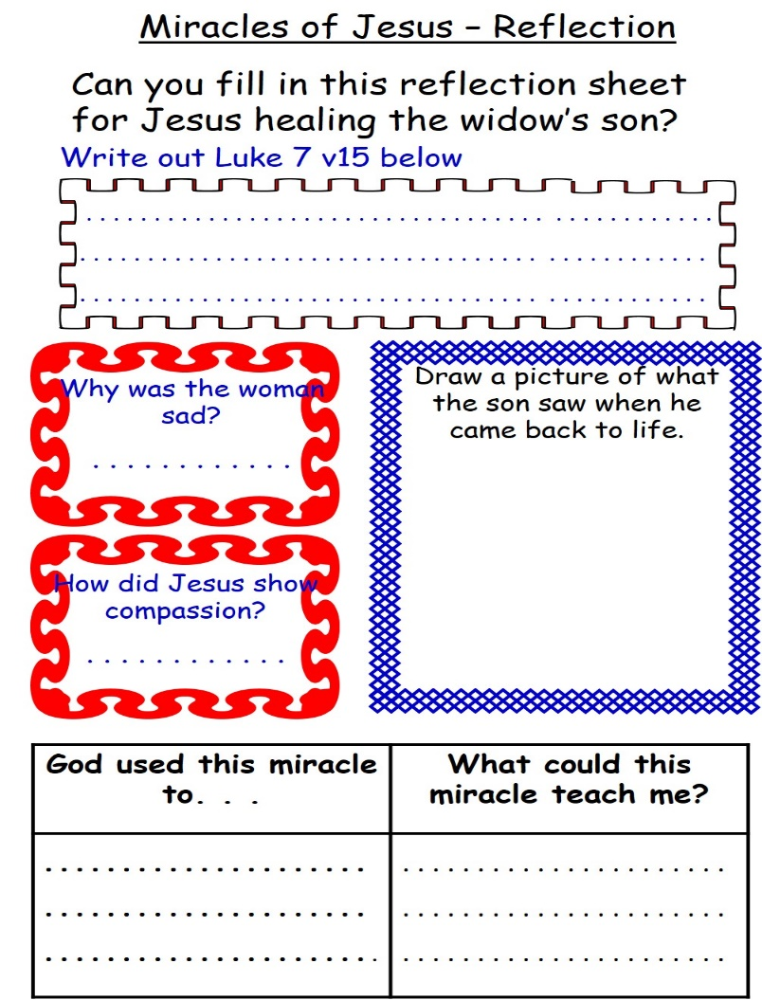 Miracles of Jesus – Reflection
Can you fill in this reflection sheet
for Jesus healing the widow’s son?
Write out Luke 7 v15 below
Why was the woman
sad?
How did Jesus show
compassion?
Draw a picture of what
the son saw when he
came back to life.
God used this miracle
to. . .
What could this
miracle teach me?